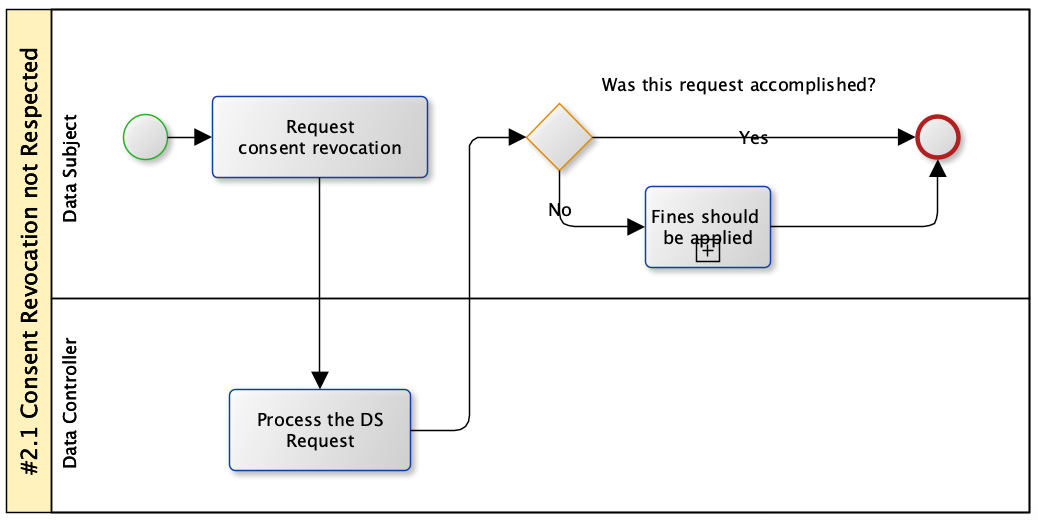 #2.1 Consent Revocation not Respected
Data Subject
Request
consent revocation
Was this request accomplished?
Yes
No
Fines should
be applied
Data Controller
Process the DS
Request